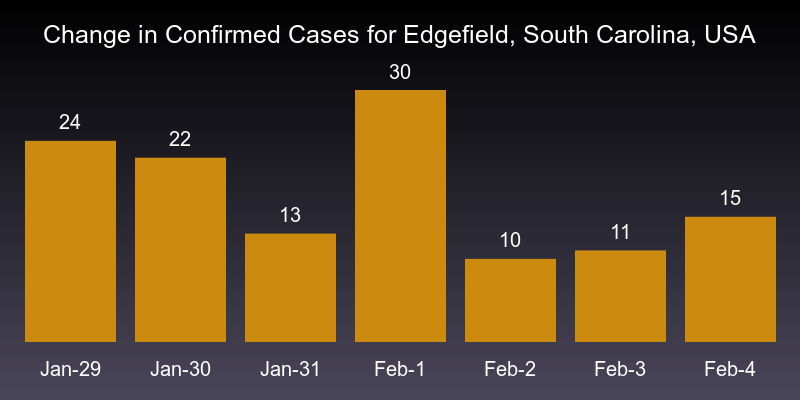 Change in Confirmed Cases for Edgefield, South Carolina, USA
24
22
13
30
10
11
15
Jan-29
Jan-30
Jan-31
Feb-1
Feb-2
Feb-3
Feb-4